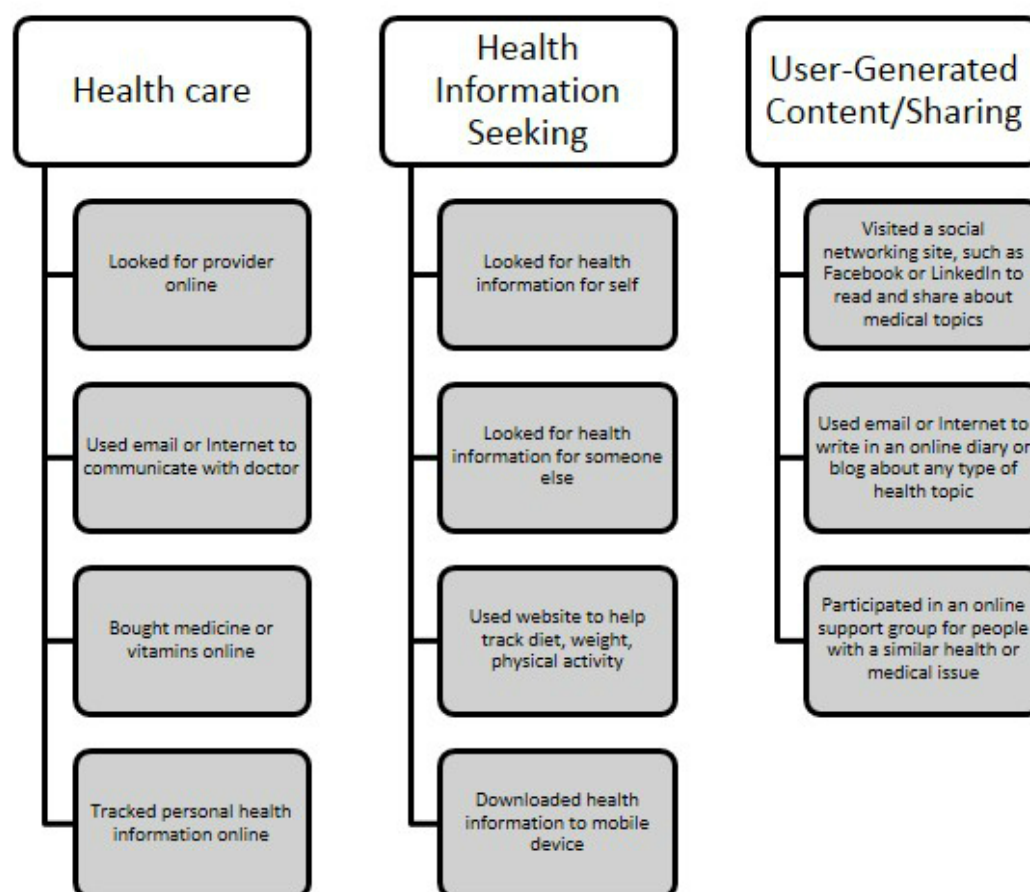 Health care
Looked for provider
online
Used email or Internet to
communicate with doctor
Bought medicine or
vitamins online
Tracked personal health
information online
Health
Information
Seeking
Looked for health
information for self
Looked for health
information for someone
else
Used website to help
track diet, weight,
physical activity
Downloaded health
information to mobile
device
User-Generated
Content/Sharing
Visited a social
networking site, such as
Facebook or LinkedIn to
read and share about
medical topics
Used email or Internet to
write in an online diary or
blog about any type of
health topic
Participated in an online
support group for people
with a similar health or
medical issue